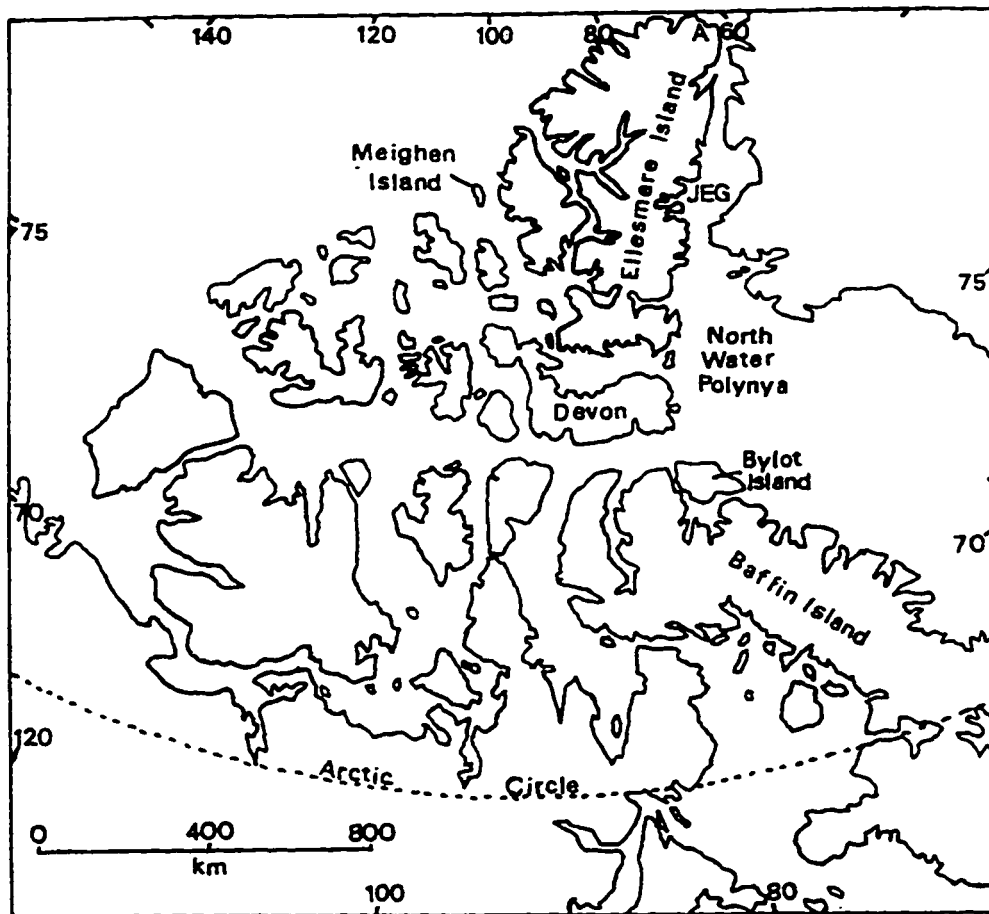 140
120
100
80
A
60
Meighen
Island
Ellesmere Island
JEG
75
75
North
Water
Polynya
Devon
Bylot
Island
70
70
Baffin Island
120
Arctic Circle
0
400
800
km
100
80